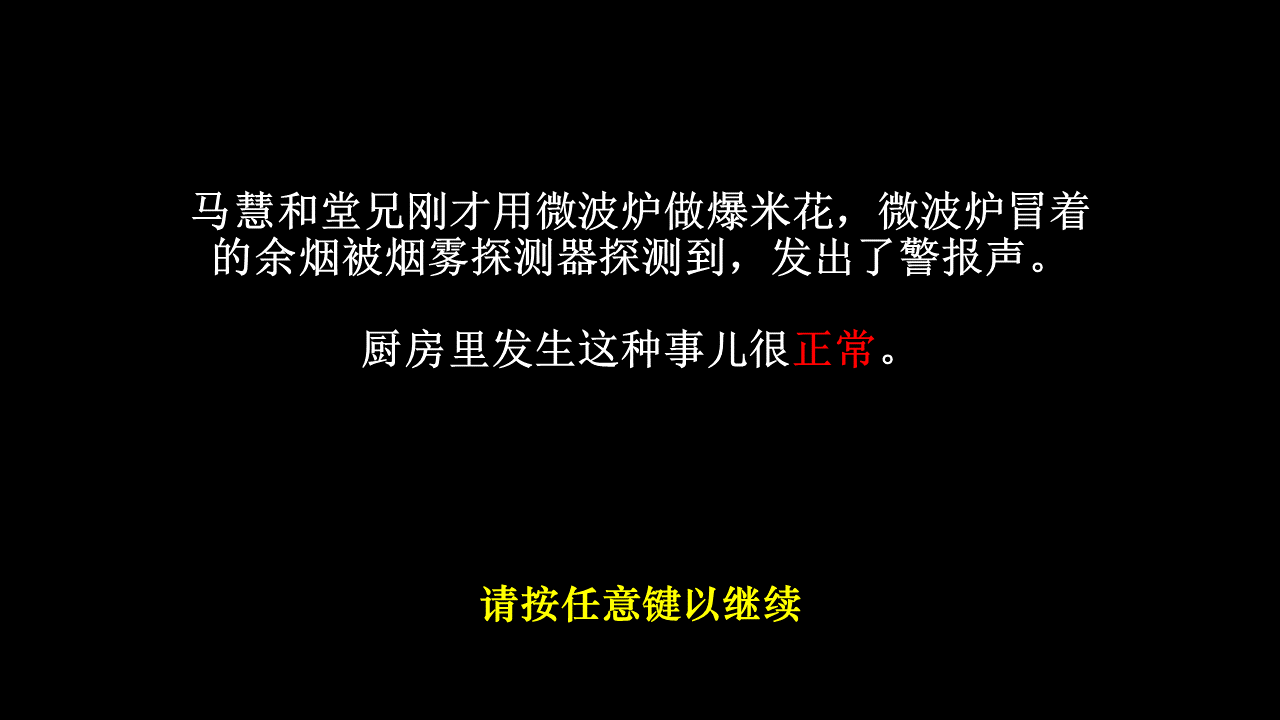 马慧和堂兄刚才用微波炉做爆米花，微波炉冒着
的余烟被烟雾探测器探测到，发出了警报声。
厨房里发生这种事儿很正常。
请按任意键以继续